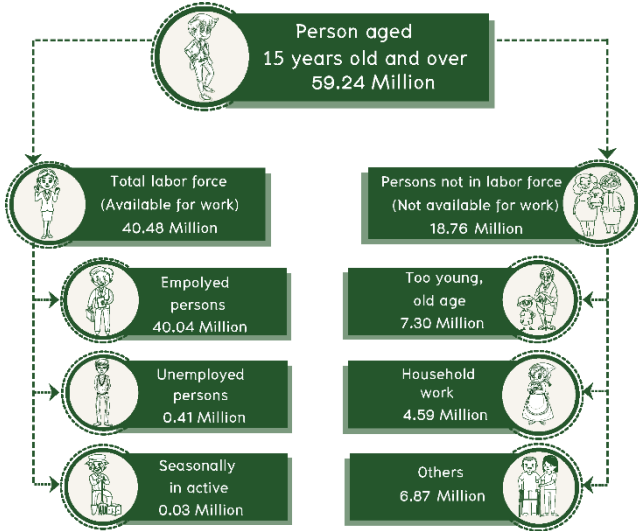 Person aged
15 years old and over
59.24 Million
Total labor force
(Available for work)
40.48 Million
Persons not in labor force
(Not available for work)
18.76 Million
Empolyed
persons
40.04 Million
Too young,
old age
7.30 Million
Unemployed
persons
0.41 Million
Household
work
4.59 Million
Seasonally
in active
0.03 Million
Others
6.87 Million